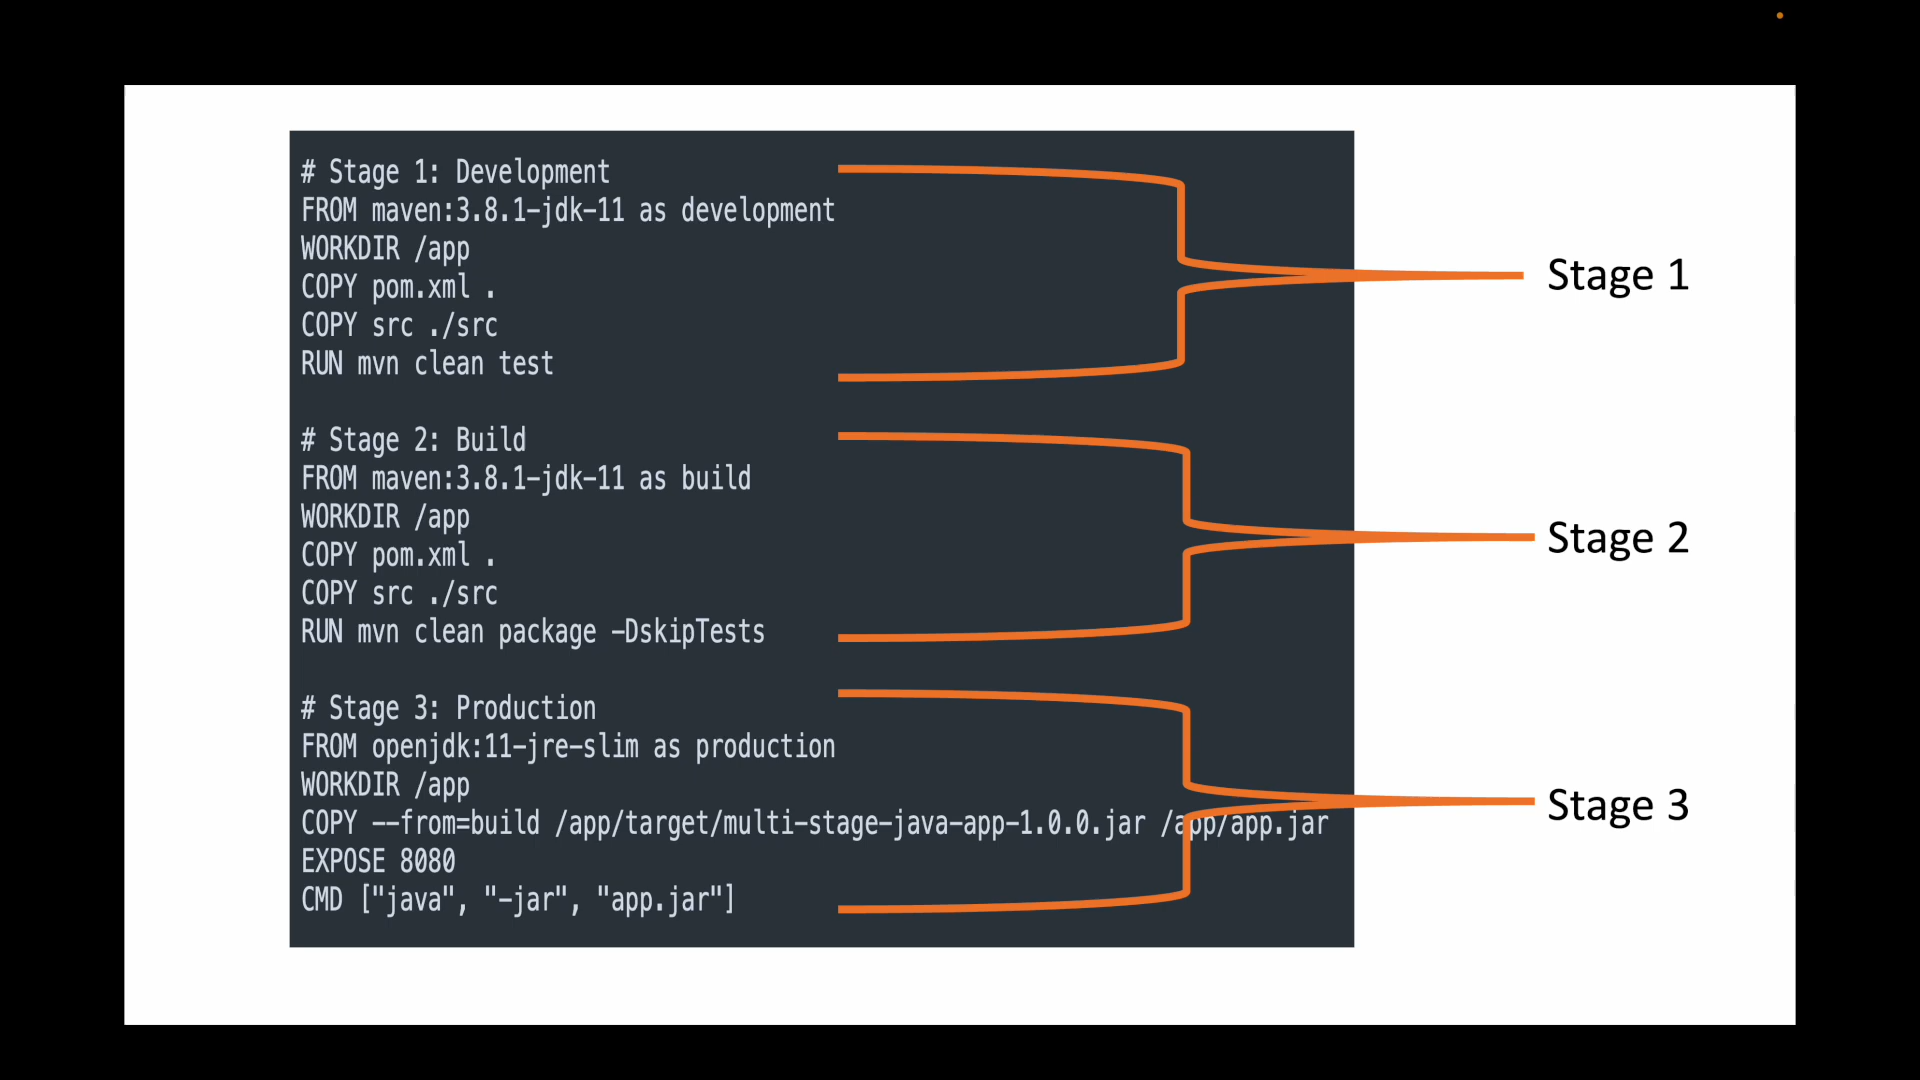 # Stage 1: Development
FROM maven:3.8.1-jdk-11 as development
WORKDIR /app
COPY pom.xml .
COPY src ./src
RUN mvn clean test
Stage 1
# Stage 2: Build
FROM maven:3.8.1-jdk-11 as build
WORKDIR /app
COPY pom.xml .
COPY src ./src
RUN mvn clean package -DskipTests
Stage 2
# Stage 3: Production
FROM openjdk:11-jre-slim as production
WORKDIR /app
COPY --from=build /app/target/multi-stage-java-app-1.0.0.jar /app/app.jar
EXPOSE 8080
CMD ["java", "-jar", "app.jar"]
Stage 3